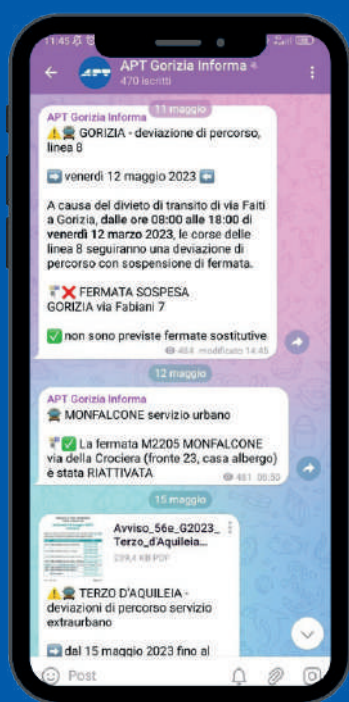 11:45
APT Gorizia Informa
470 iscritti
11 maggio
APT Gorizia Informa
⚠️🚍 GORIZIA - deviazione di percorso,
linea 8
➡️ venerdì 12 maggio 2023 ⬅️
A causa del divieto di transito di via Faiti
a Gorizia, dalle ore 08:00 alle 18:00 di
venerdì 12 marzo 2023, le corse delle
linea 8 seguiranno una deviazione di
percorso con sospensione di fermata.
🚏❌ FERMATA SOSPESA
GORIZIA via Fabiani 7
✅ non sono previste fermate sostitutive
484 modificato 14:45
12 maggio
APT Gorizia Informa
🚍 MONFALCONE servizio urbano
🚏✅ La fermata M2205 MONFALCONE
via della Crociera (fronte 23, casa albergo)
è stata RIATTIVATA
481 08:50
15 maggio
Avviso_56e_G2023_
Terzo_d'Aquileia...
239,4 KB PDF
⚠️🚍 TERZO D'AQUILEIA -
deviazioni di percorso servizio
extraurbano
➡️ dal 15 maggio 2023 fino al
Post